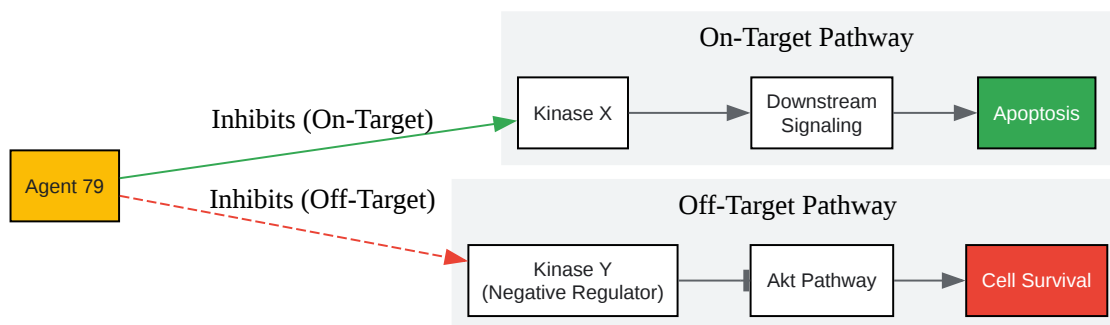 On-Target Pathway
Kinase X
Downstream
Signaling
Apoptosis
Inhibits (On-Target)
Agent 79
Inhibits (Off-Target)
Off-Target Pathway
Kinase Y
(Negative Regulator)
Akt Pathway
Cell Survival